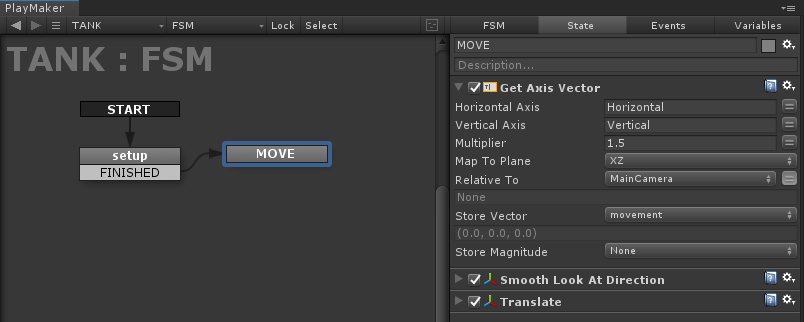 PlayMaker
TANK FSM Lock Select
TANK : FSM
START
setup
FINISHED
MOVE
FSM State Events Variables
MOVE
Description...
Get Axis Vector
Horizontal Axis Horizontal
Vertical Axis Vertical
Multiplier 1.5
Map To Plane XZ
Relative To MainCamera
None
Store Vector movement
(0.0, 0.0, 0.0)
Store Magnitude None
Smooth Look At Direction
Translate